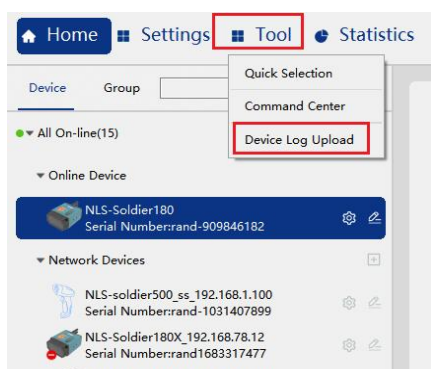 Home Settings Tool Statistics
Quick Selection
Device Group
Command Center
All On-line(15)
Device Log Upload
Online Device
NLS-Soldier180
Serial Number:rand-909846182
Network Devices
NLS-soldier500_ss_192.168.1.100
Serial Number:rand-1031407899
NLS-Soldier180X_192.168.78.12
Serial Number:rand1683317477